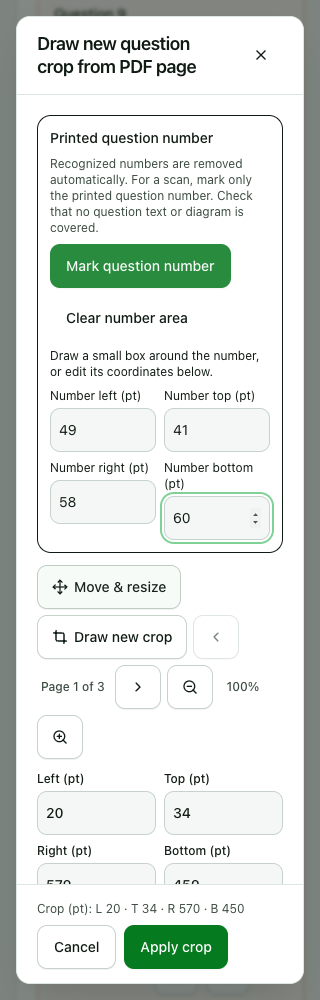 Question 9
Draw new question
crop from PDF page
Printed question number
Recognized numbers are removed
automatically. For a scan, mark only
the printed question number. Check
that no question text or diagram is
covered.
Mark question number
Clear number area
Draw a small box around the number,
or edit its coordinates below.
Number left (pt) Number top (pt)
49 41
Number right (pt) Number bottom
(pt)
58 60
Move & resize
Draw new crop
Page 1 of 3 100%
Left (pt) Top (pt)
20 34
Right (pt) Bottom (pt)
570 450
Crop (pt): L 20 · T 34 · R 570 · B 450
Cancel Apply crop